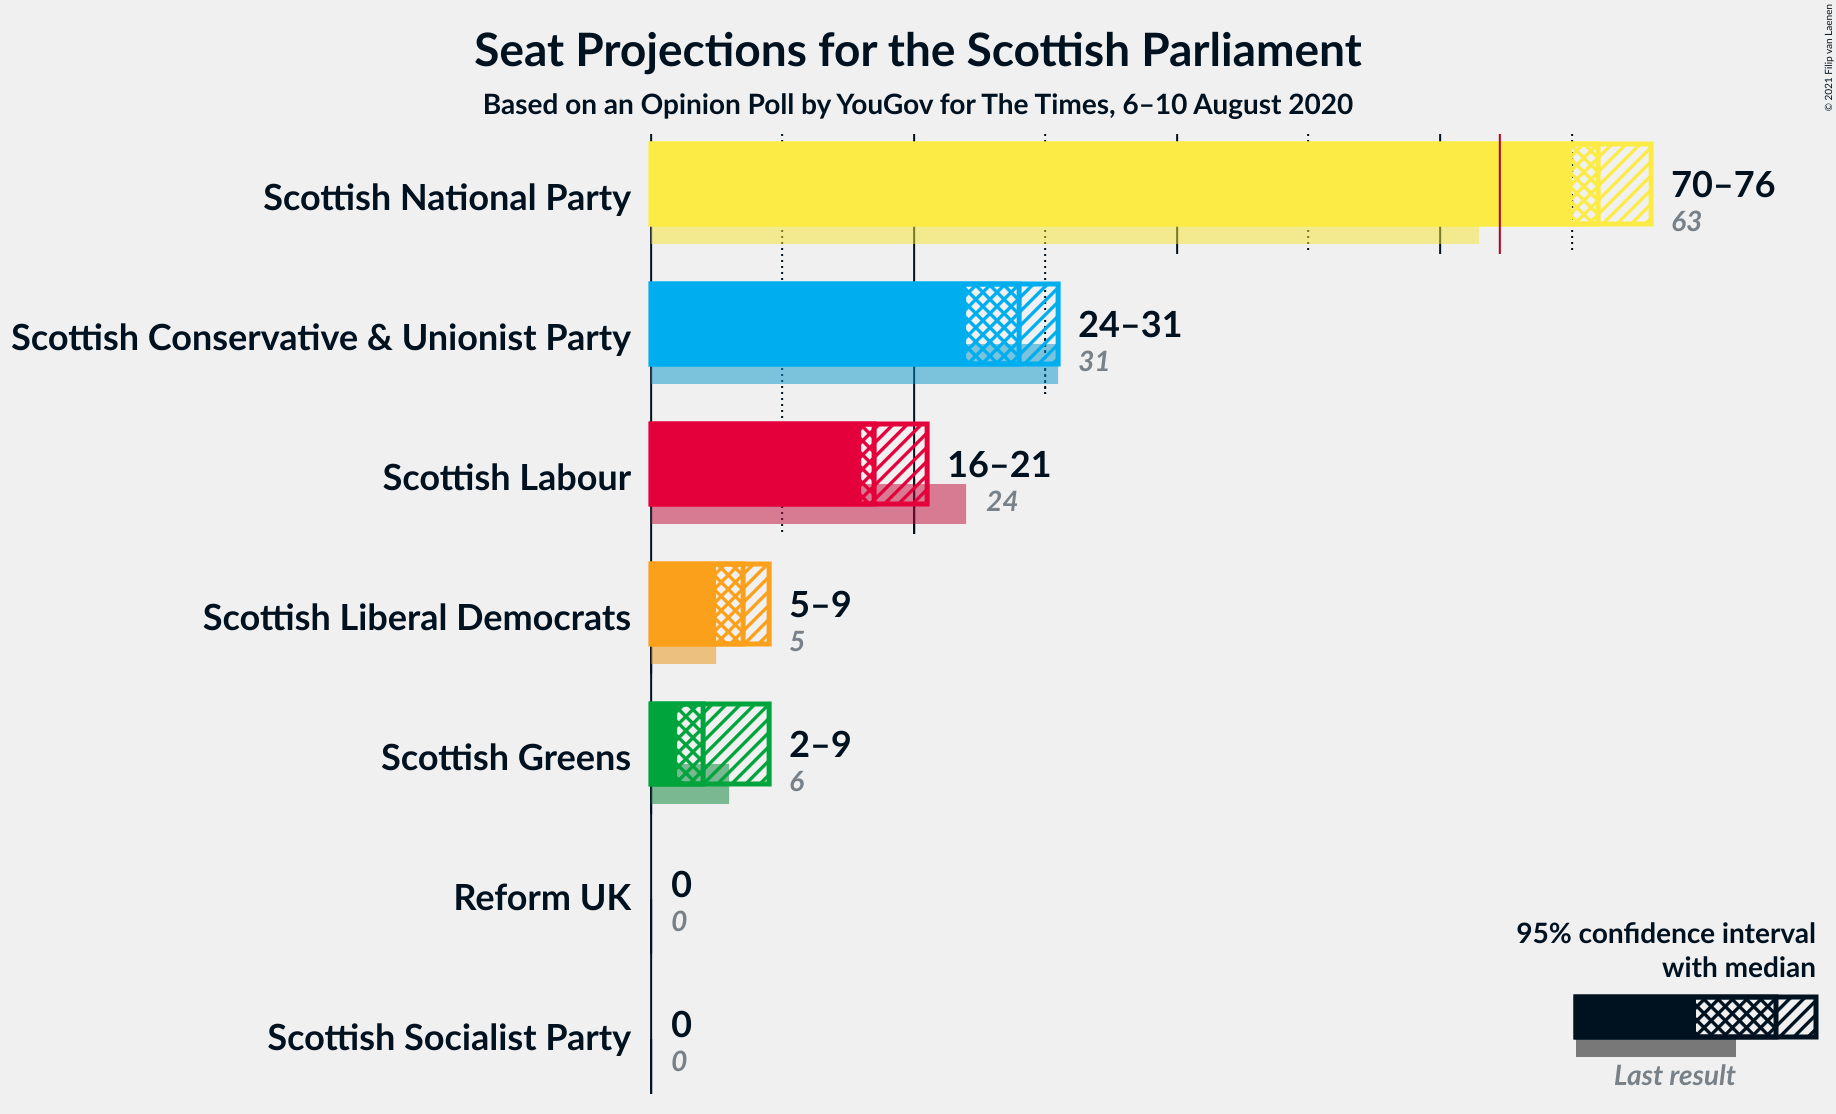 Seat Projections for the Scottish Parliament
Based on an Opinion Poll by YouGov for The Times, 6–10 August 2020
© 2021 Filip van Laenen
Scottish National Party
70–76
63
Scottish Conservative & Unionist Party
24–31
31
Scottish Labour
16–21
24
Scottish Liberal Democrats
5–9
5
Scottish Greens
2–9
6
Reform UK
0
0
Scottish Socialist Party
0
0
95% confidence interval
with median
Last result